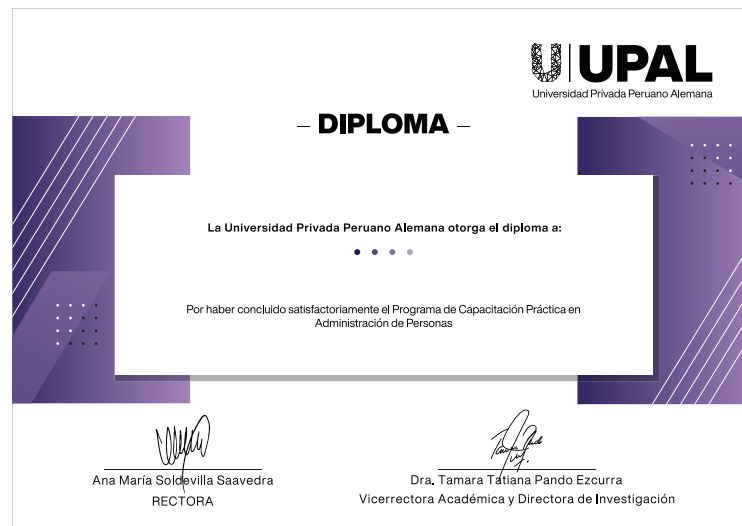 UPAL
Universidad Privada Peruano Alemana
– DIPLOMA –
La Universidad Privada Peruano Alemana otorga el diploma a:
Por haber concluido satisfactoriamente el Programa de Capacitación Práctica en
Administración de Personas
Ana María Soldevilla Saavedra
RECTORA
Dra. Tamara Tatiana Pando Ezcurra
Vicerrectora Académica y Directora de Investigación